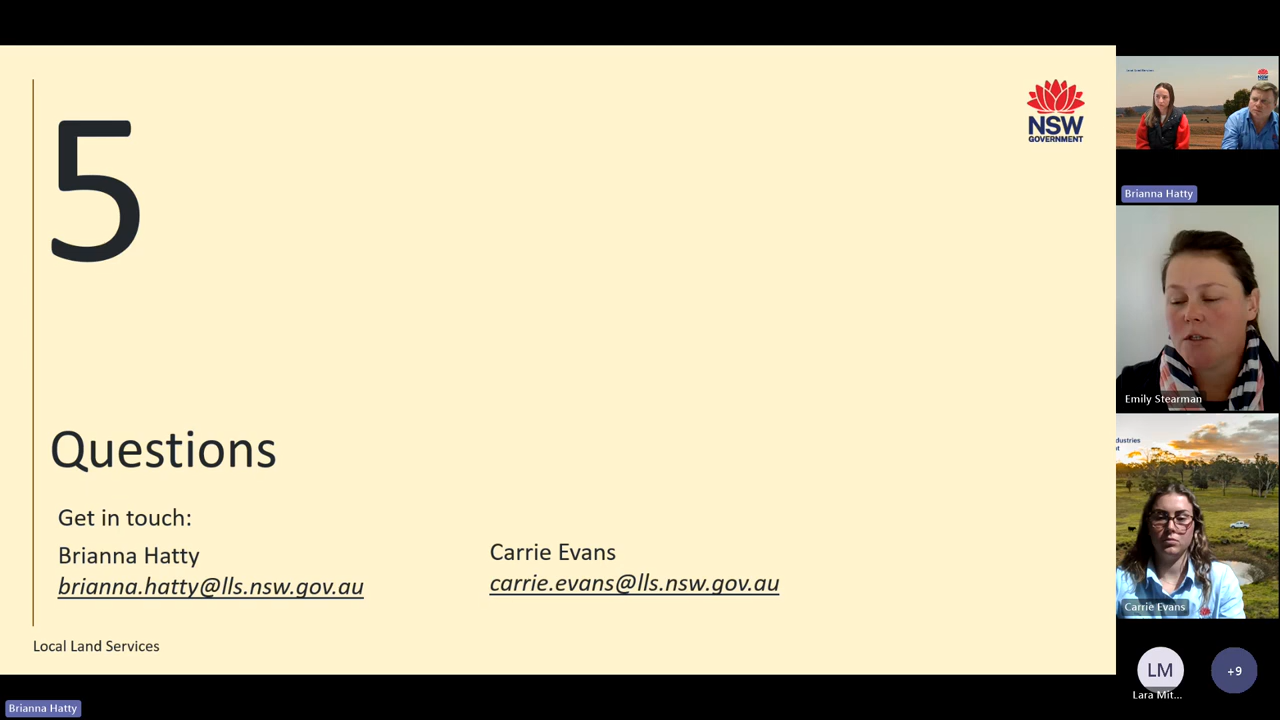 5
NSW
GOVERNMENT
Questions
Get in touch:
Brianna Hatty
brianna.hatty@lls.nsw.gov.au
Carrie Evans
carrie.evans@lls.nsw.gov.au
Local Land Services
Brianna Hatty
Brianna Hatty
Emily Stearman
dustries
t
Carrie Evans
LM
Lara Mit...
+9